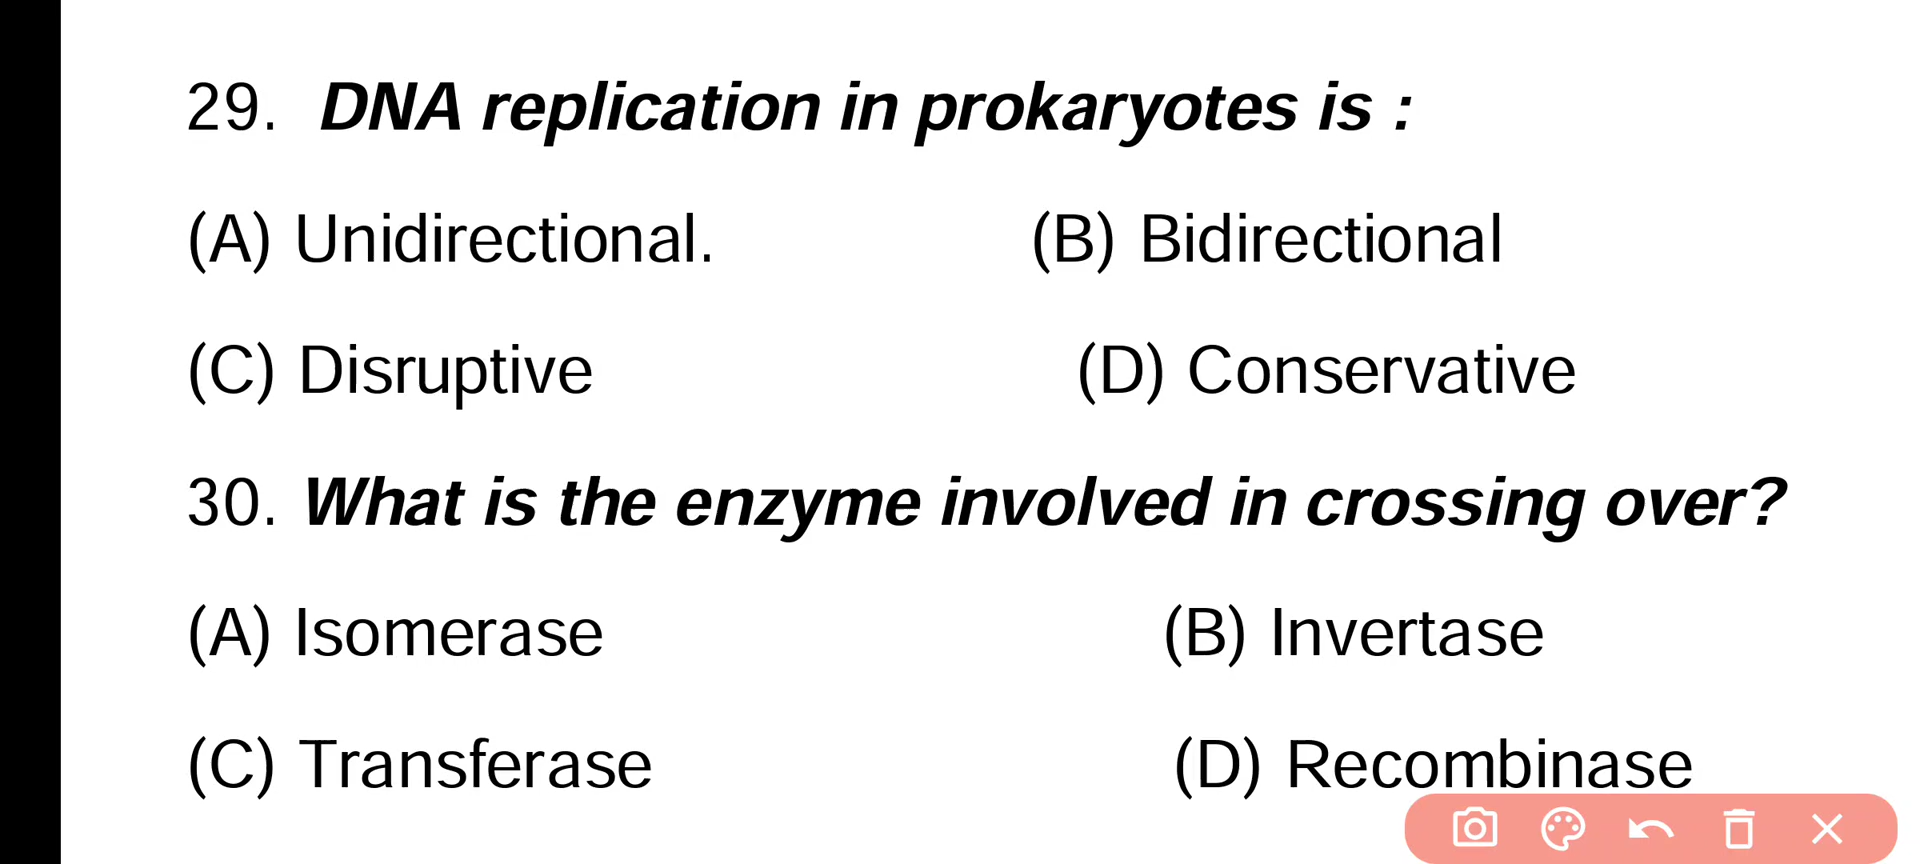 29. DNA replication in prokaryotes is :
(A) Unidirectional. (B) Bidirectional
(C) Disruptive (D) Conservative
30. What is the enzyme involved in crossing over?
(A) Isomerase (B) Invertase
(C) Transferase (D) Recombinase